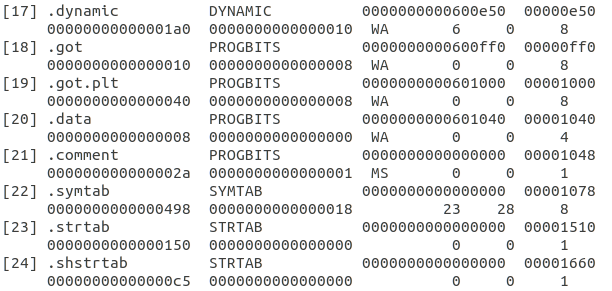 [17] .dynamic DYNAMIC 0000000000600e50 00000e50
00000000000001a0 0000000000000010 WA 6 0 8
[18] .got PROGBITS 0000000000600ff0 00000ff0
0000000000000010 0000000000000008 WA 0 0 8
[19] .got.plt PROGBITS 0000000000601000 00001000
0000000000000040 0000000000000008 WA 0 0 8
[20] .data PROGBITS 0000000000601040 00001040
0000000000000008 0000000000000000 WA 0 0 4
[21] .comment PROGBITS 0000000000000000 00001048
000000000000002a 0000000000000001 MS 0 0 1
[22] .symtab SYMTAB 0000000000000000 00001078
0000000000000498 0000000000000018 23 28 8
[23] .strtab STRTAB 0000000000000000 00001510
0000000000000150 0000000000000000 0 0 1
[24] .shstrtab STRTAB 0000000000000000 00001660
00000000000000c5 0000000000000000 0 0 1